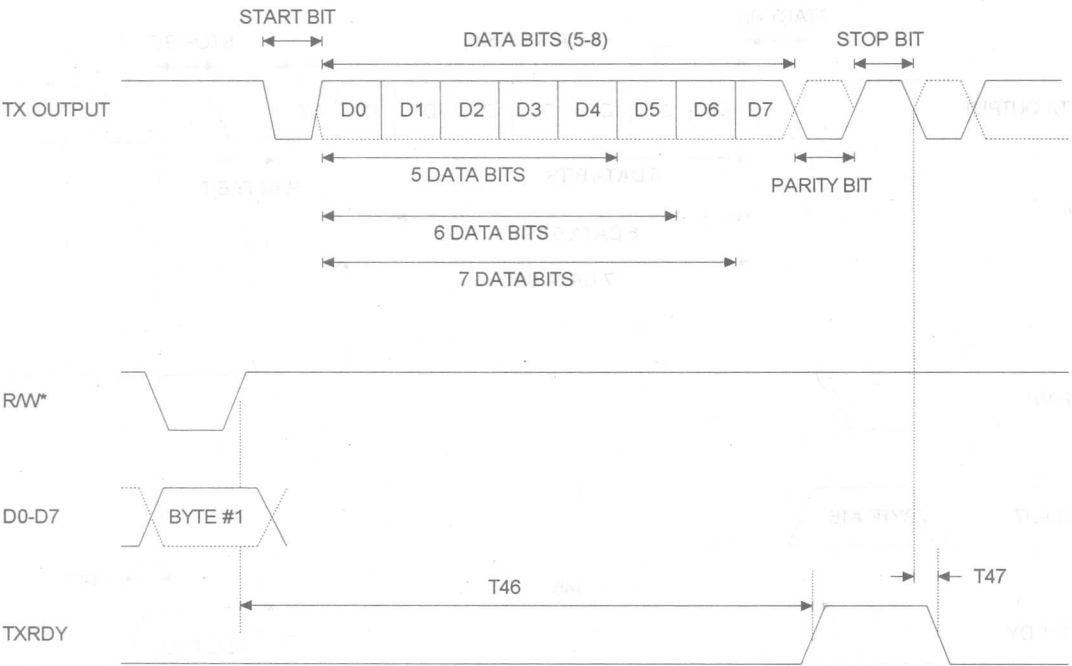 START BIT
DATA BITS (5-8)
STOP BIT
TX OUTPUT
D0 D1 D2 D3 D4 D5 D6 D7
5 DATA BITS
PARITY BIT
6 DATA BITS
7 DATA BITS
R/W*
D0-D7
BYTE #1
T46
T47
TXRDY